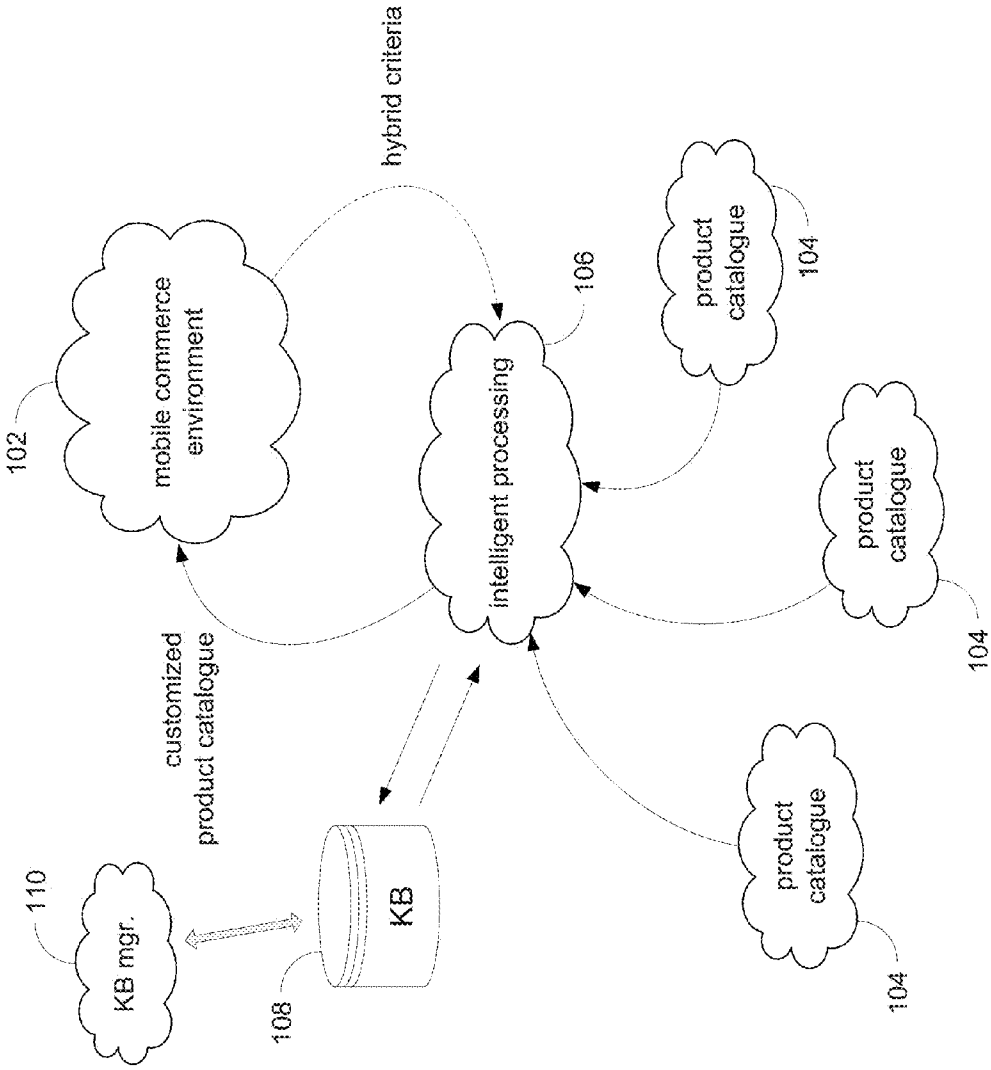 110
KB mgr.
108
KB
customized
product catalogue
102
mobile commerce
environment
hybrid criteria
intelligent processing
106
product
catalogue
104
product
catalogue
104
product
catalogue
104